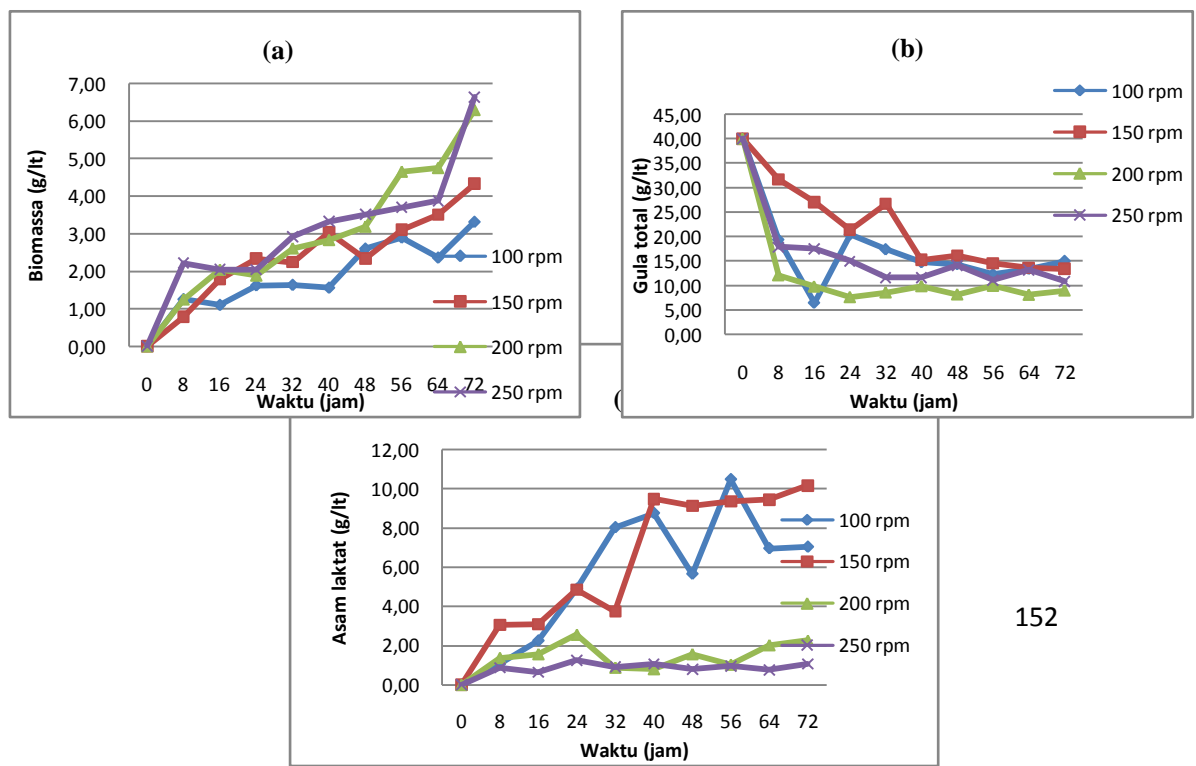 (a)
Biomassa (g/lt)
7,00
6,00
5,00
4,00
3,00
2,00
1,00
0,00
0 8 16 24 32 40 48 56 64 72
Waktu (jam)
100 rpm
150 rpm
200 rpm
250 rpm
(b)
Gula total (g/lt)
45,00
40,00
35,00
30,00
25,00
20,00
15,00
10,00
5,00
0,00
0 8 16 24 32 40 48 56 64 72
Waktu (jam)
100 rpm
150 rpm
200 rpm
250 rpm
(
Asam laktat (g/lt)
12,00
10,00
8,00
6,00
4,00
2,00
0,00
0 8 16 24 32 40 48 56 64 72
Waktu (jam)
100 rpm
150 rpm
200 rpm
250 rpm
152